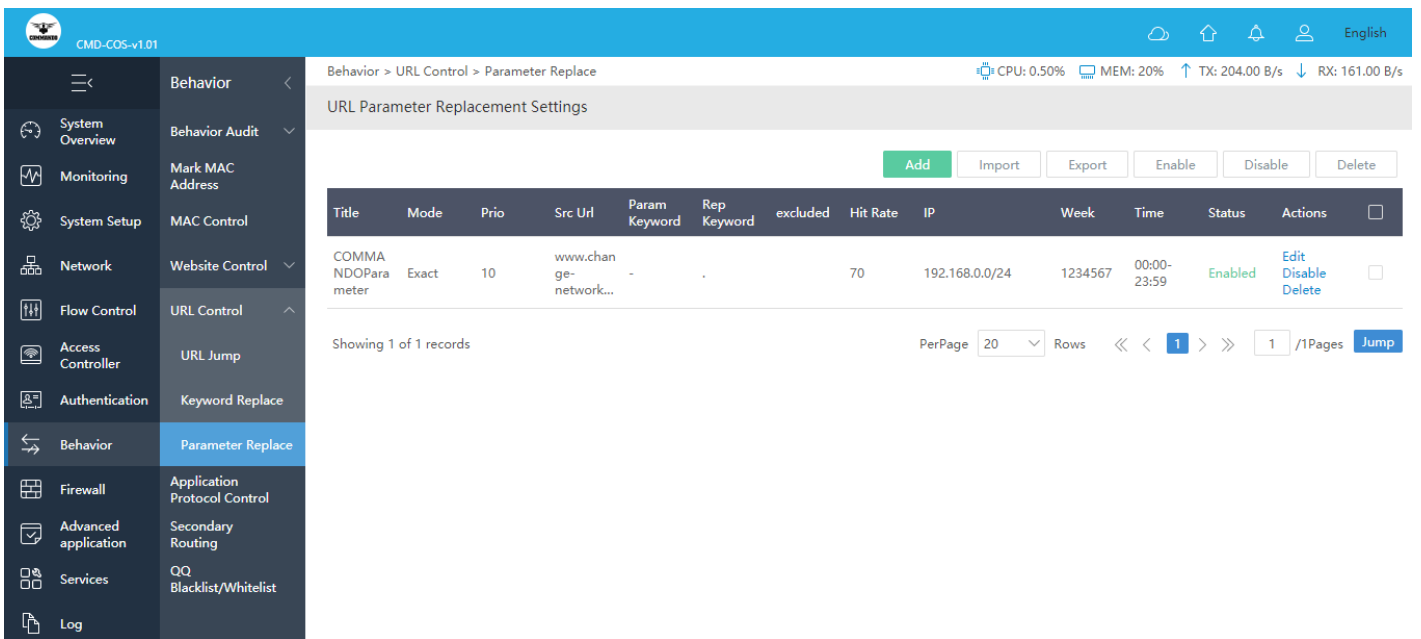 COMMANDO
CMD-COS-v1.01
English
Behavior
Behavior > URL Control > Parameter Replace
CPU: 0.50%
MEM: 20%
TX: 204.00 B/s
RX: 161.00 B/s
URL Parameter Replacement Settings
System
Overview
Monitoring
System Setup
Network
Flow Control
Access
Controller
Authentication
Behavior
Firewall
Advanced
application
Services
Log
Behavior Audit
Mark MAC
Address
MAC Control
Website Control
URL Control
URL Jump
Keyword Replace
Parameter Replace
Application
Protocol Control
Secondary
Routing
QQ
Blacklist/Whitelist
Add Import Export Enable Disable Delete
Title Mode Prio Src Url Param Keyword Rep Keyword excluded Hit Rate IP Week Time Status Actions
COMMA
NDOPara
meter
Exact
10
www.chan
ge-
network...
-
.
70
192.168.0.0/24
1234567
00:00-
23:59
Enabled
Edit
Disable
Delete
Showing 1 of 1 records
PerPage 20 Rows 1 1 /1Pages Jump